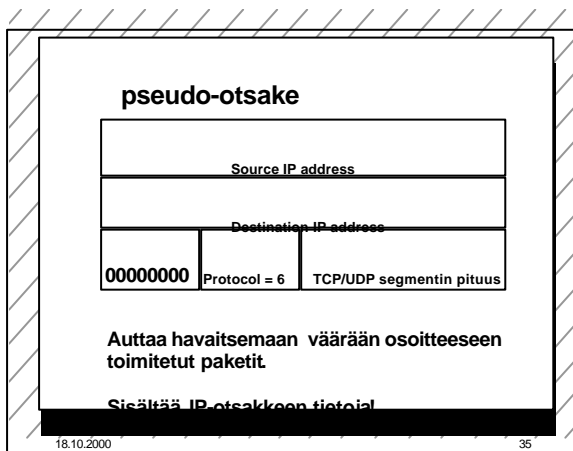 pseudo-otsake
Source IP address
Destination IP address
00000000 Protocol = 6 TCP/UDP segmentin pituus
Auttaa havaitsemaan väärään osoitteeseen
toimitetut paketit.
Sisältää IP-otsakkeen tietoja!
18.10.2000 35